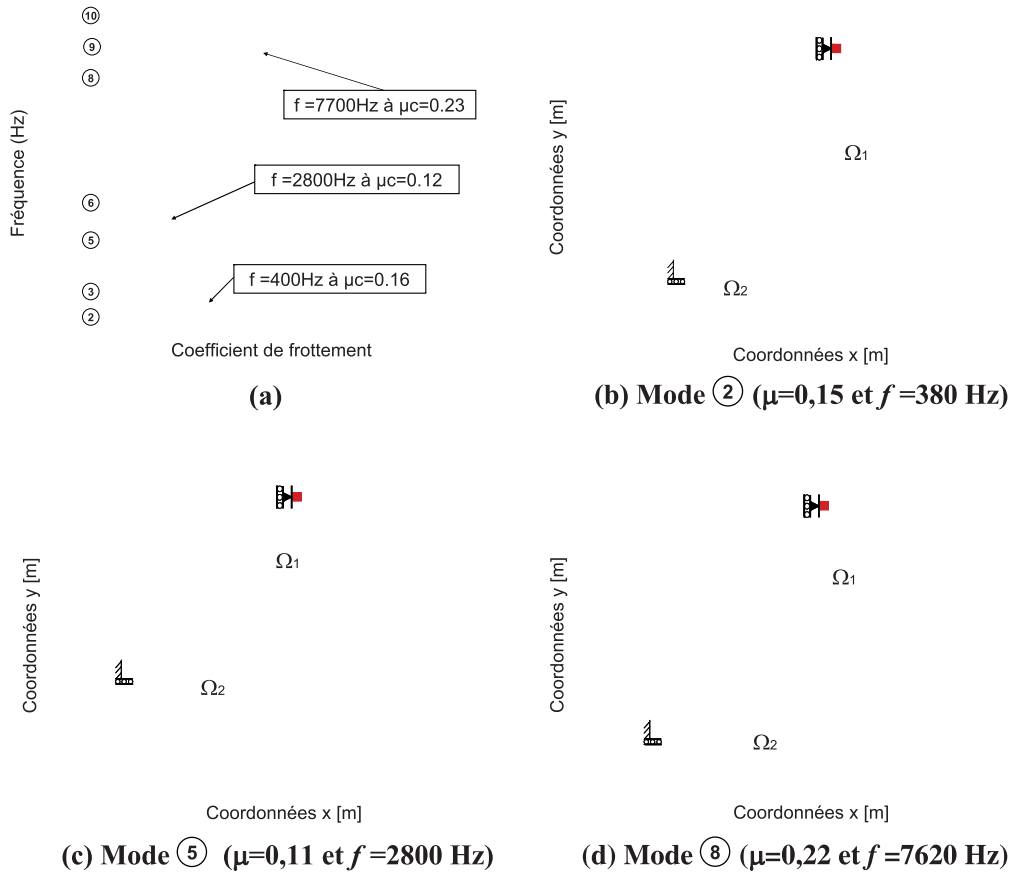 ⑩
⑨
⑧
⑥
⑤
③
②
Fréquence (Hz)
f =7700Hz à µc=0.23
f =2800Hz à µc=0.12
f =400Hz à µc=0.16
Coefficient de frottement
(a)
Coordonnées y [m]
Ω1
Ω2
Coordonnées x [m]
(b) Mode ② (µ=0,15 et f =380 Hz)
Coordonnées y [m]
Ω1
Ω2
Coordonnées x [m]
(c) Mode ⑤ (µ=0,11 et f =2800 Hz)
Coordonnées y [m]
Ω1
Ω2
Coordonnées x [m]
(d) Mode ⑧ (µ=0,22 et f =7620 Hz)